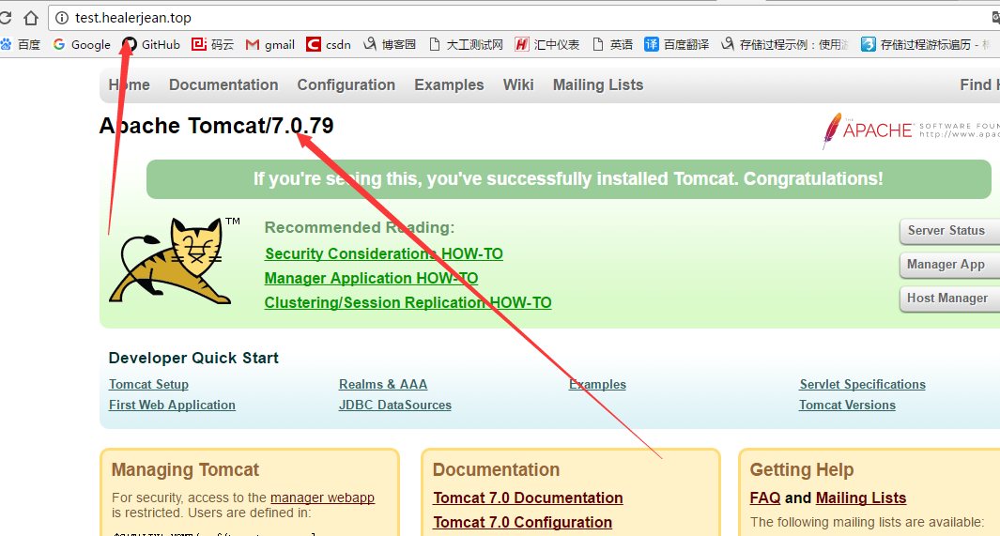 test.healerjean.top
百度 Google GitHub 码云 gmail csdn 博客园 大工测试网 汇中仪表 英语 百度翻译 存储过程示例：使用 存储过程游标遍历 -
Home Documentation Configuration Examples Wiki Mailing Lists Find
Apache Tomcat/7.0.79
THE APACHE SOFTWARE FOUN
http://www.apac
If you're seeing this, you've successfully installed Tomcat. Congratulations!
TM
Recommended Reading:
Security Considerations HOW-TO
Manager Application HOW-TO
Clustering/Session Replication HOW-TO
Server Status
Manager App
Host Manager
Developer Quick Start
Tomcat Setup Realms & AAA Examples Servlet Specifications
First Web Application JDBC DataSources Tomcat Versions
Managing Tomcat
For security, access to the manager webapp
is restricted. Users are defined in:
Documentation
Tomcat 7.0 Documentation
Tomcat 7.0 Configuration
Getting Help
FAQ and Mailing Lists
The following mailing lists are available: